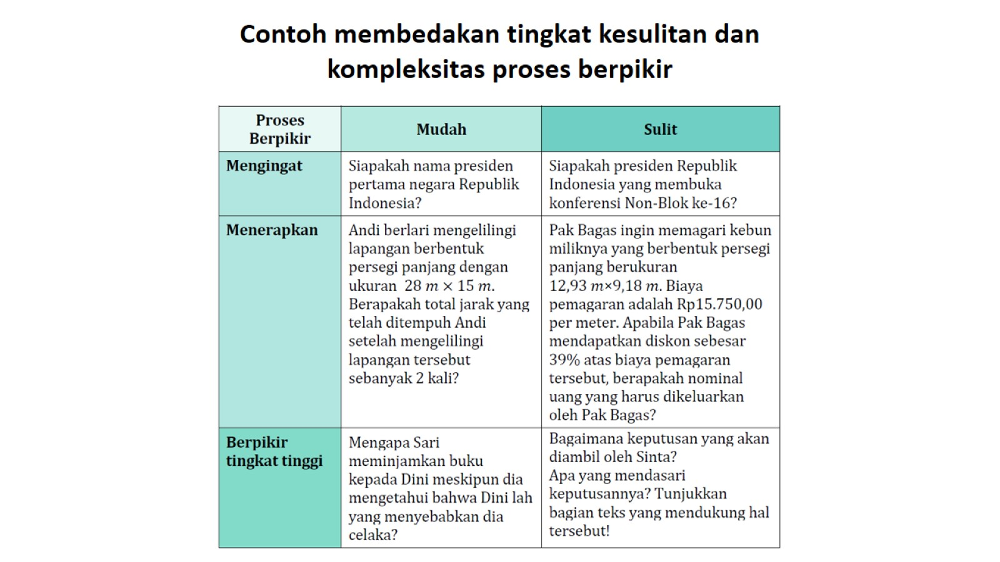 Contoh membedakan tingkat kesulitan dan
kompleksitas proses berpikir
Proses
Berpikir
Mudah
Sulit
Mengingat
Siapakah nama presiden
pertama negara Republik
Indonesia?
Siapakah presiden Republik
Indonesia yang membuka
konferensi Non-Blok ke-16?
Menerapkan
Andi berlari mengelilingi
lapangan berbentuk
persegi panjang dengan
ukuran 28 m × 15 m.
Berapakah total jarak yang
telah ditempuh Andi
setelah mengelilingi
lapangan tersebut
sebanyak 2 kali?
Pak Bagas ingin memagari kebun
miliknya yang berbentuk persegi
panjang berukuran
12,93 m×9,18 m. Biaya
pemagaran adalah Rp15.750,00
per meter. Apabila Pak Bagas
mendapatkan diskon sebesar
39% atas biaya pemagaran
tersebut, berapakah nominal
uang yang harus dikeluarkan
oleh Pak Bagas?
Berpikir
tingkat tinggi
Mengapa Sari
meminjamkan buku
kepada Dini meskipun dia
mengetahui bahwa Dini lah
yang menyebabkan dia
celaka?
Bagaimana keputusan yang akan
diambil oleh Sinta?
Apa yang mendasari
keputusannya? Tunjukkan
bagian teks yang mendukung hal
tersebut!